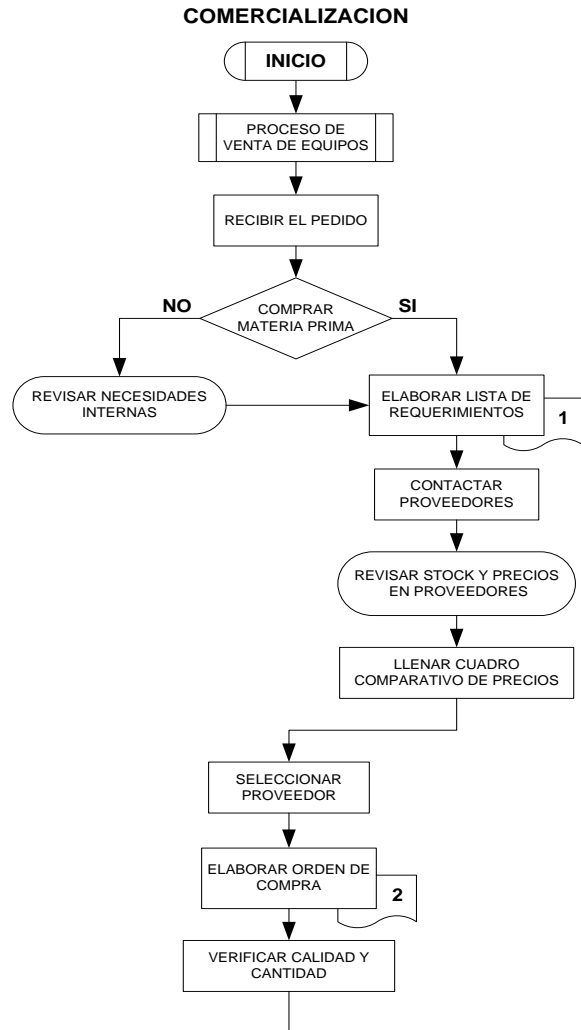 COMERCIALIZACION
INICIO
PROCESO DE
VENTA DE EQUIPOS
RECIBIR EL PEDIDO
NO
COMPRAR
MATERIA PRIMA
SI
REVISAR NECESIDADES
INTERNAS
ELABORAR LISTA DE
REQUERIMIENTOS
1
CONTACTAR
PROVEEDORES
REVISAR STOCK Y PRECIOS
EN PROVEEDORES
LLENAR CUADRO
COMPARATIVO DE PRECIOS
SELECCIONAR
PROVEEDOR
ELABORAR ORDEN DE
COMPRA
2
VERIFICAR CALIDAD Y
CANTIDAD